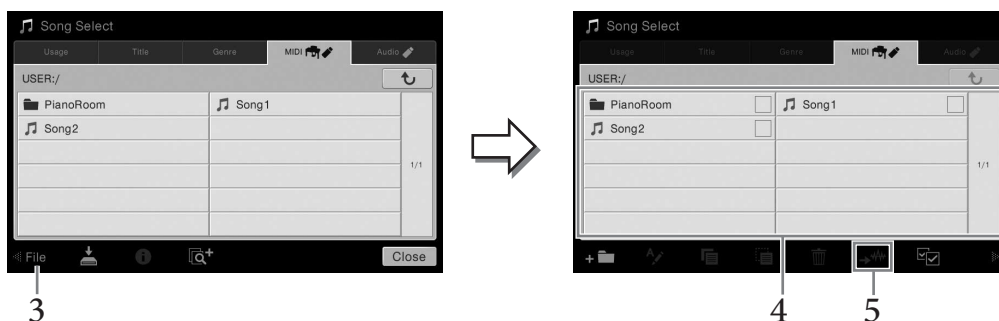 Song Select
Usage Title Genre MIDI Audio
USER:/
PianoRoom Song1
Song2
1/1
File Close
3
Song Select
Usage Title Genre MIDI Audio
USER:/
PianoRoom Song1
Song2
1/1
4 5